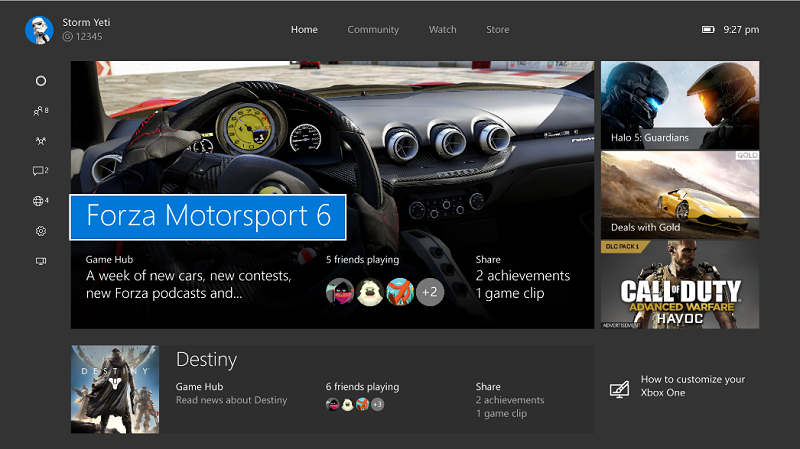 Storm Yeti
G 12345
Home
Community
Watch
Store
9:27 pm
8
2
4
Forza Motorsport 6
Game Hub
A week of new cars, new contests,
new Forza podcasts and...
5 friends playing
+2
Share
2 achievements
1 game clip
TAGHeuer
Halo 5: Guardians
GOLD
Deals with Gold
DLC PACK 1
CALL OF DUTY
ADVANCED WARFARE
HAVOC
ADVERTISEMENT
DESTINY
Destiny
Game Hub
Read news about Destiny
6 friends playing
+3
Share
2 achievements
1 game clip
How to customize your
Xbox One